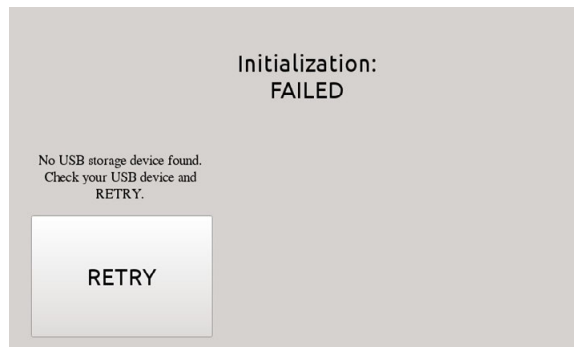 Initialization:
FAILED
No USB storage device found.
Check your USB device and
RETRY.
RETRY